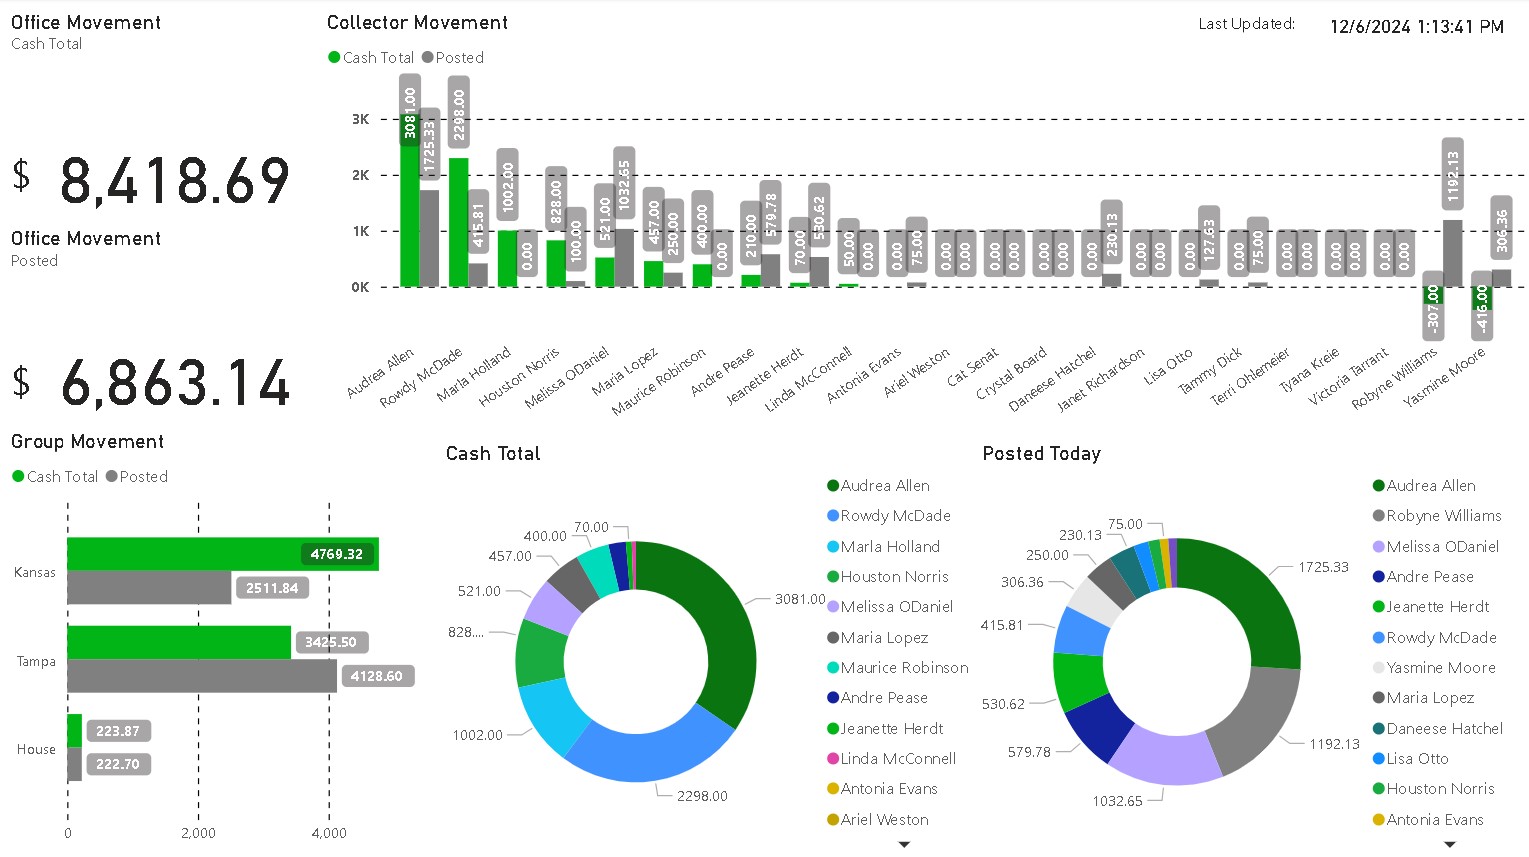 Office Movement
Cash Total
$ 8,418.69
Office Movement
Posted
$ 6,863.14
Collector Movement
Cash Total Posted
Last Updated: 12/6/2024 1:13:41 PM
3K
2K
1K
0K
3081.00
1725.33
2298.00
415.81
1002.00
0.00
828.00
100.00
521.00
1032.65
457.00
250.00
400.00
0.00
210.00
579.78
70.00
530.62
50.00
0.00
0.00
75.00
0.00
0.00
0.00
0.00
0.00
0.00
0.00
230.13
0.00
0.00
0.00
127.63
0.00
75.00
0.00
0.00
0.00
0.00
0.00
0.00
-307.00
1192.13
-416.00
306.36
Audrea Allen
Rowdy McDade
Marla Holland
Houston Norris
Melissa ODaniel
Maria Lopez
Maurice Robinson
Andre Pease
Jeanette Herdt
Linda McConnell
Antonia Evans
Ariel Weston
Cat Senat
Crystal Board
Daneese Hatchel
Janet Richardson
Lisa Otto
Tammy Dick
Terri Ohlemeier
Tyana Kreie
Victoria Tarrant
Robyne Williams
Yasmine Moore
Group Movement
Cash Total Posted
Kansas
4769.32
2511.84
Tampa
3425.50
4128.60
House
223.87
222.70
0
2,000
4,000
Cash Total
70.00
400.00
457.00
521.00
828....
1002.00
2298.00
3081.00
Audrea Allen
Rowdy McDade
Marla Holland
Houston Norris
Melissa ODaniel
Maria Lopez
Maurice Robinson
Andre Pease
Jeanette Herdt
Linda McConnell
Antonia Evans
Ariel Weston
Posted Today
75.00
230.13
250.00
306.36
415.81
530.62
579.78
1032.65
1192.13
1725.33
Audrea Allen
Robyne Williams
Melissa ODaniel
Andre Pease
Jeanette Herdt
Rowdy McDade
Yasmine Moore
Maria Lopez
Daneese Hatchel
Lisa Otto
Houston Norris
Antonia Evans